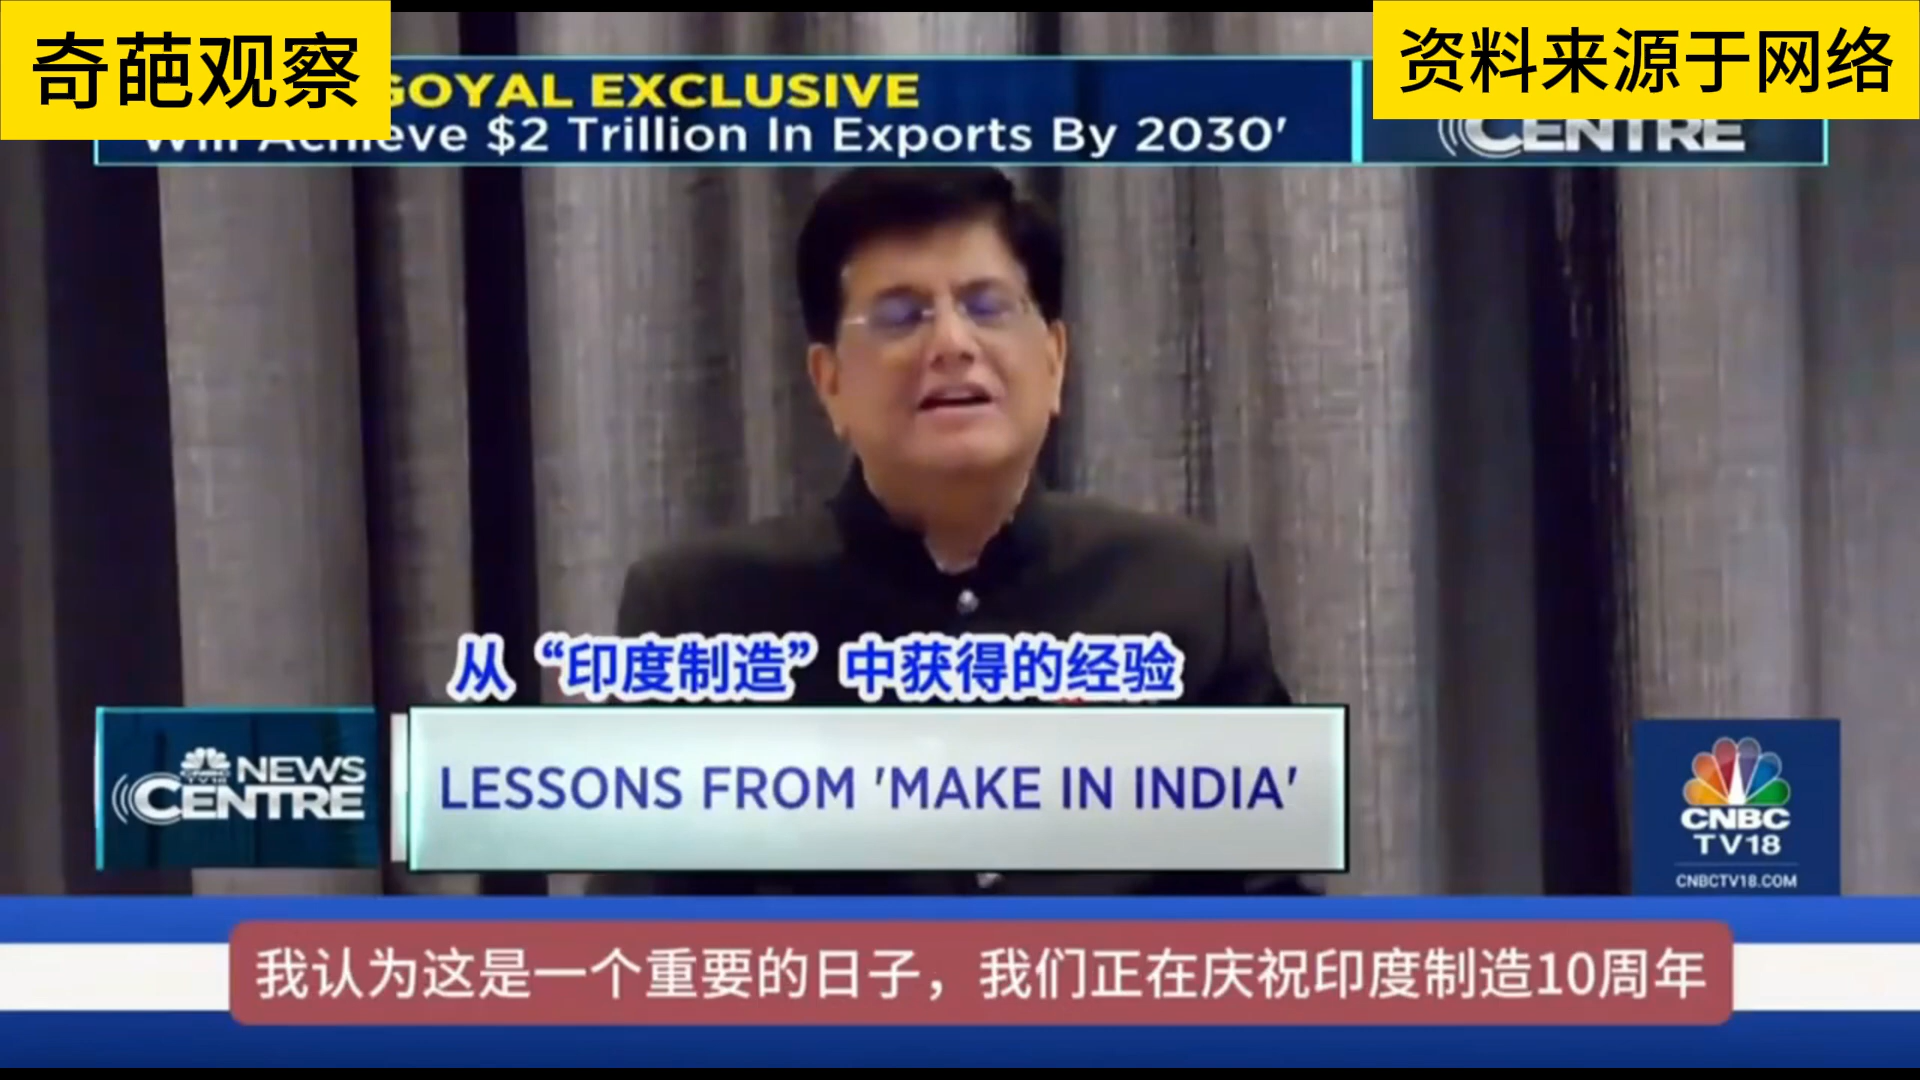 奇葩观察
资料来源于网络
GOYAL EXCLUSIVE
Will Achieve $2 Trillion In Exports By 2030'
CENTRE
从“印度制造”中获得的经验
NEWS
CENTRE
LESSONS FROM 'MAKE IN INDIA'
CNBC
TV18
CNBCTV18.COM
我认为这是一个重要的日子，我们正在庆祝印度制造10周年